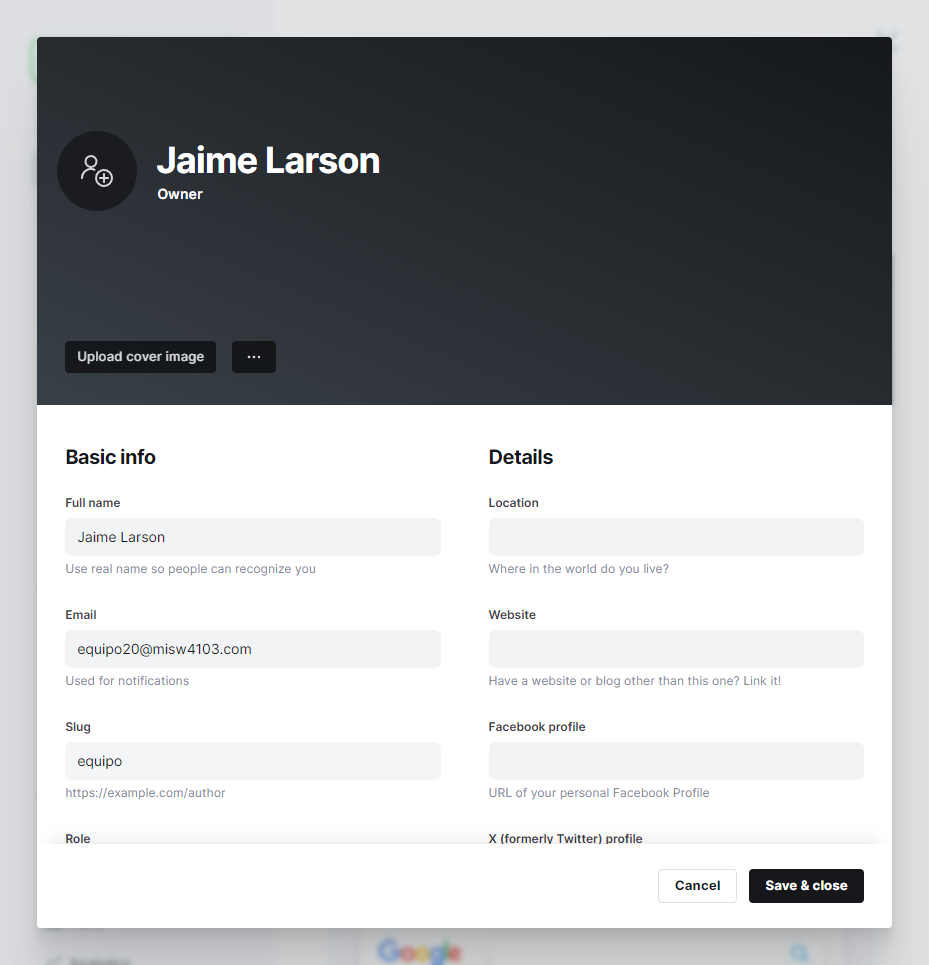 Jaime Larson
Owner
Upload cover image
Basic info
Full name
Jaime Larson
Use real name so people can recognize you
Email
equipo20@misw4103.com
Used for notifications
Slug
equipo
https://example.com/author
Role
Details
Location
Where in the world do you live?
Website
Have a website or blog other than this one? Link it!
Facebook profile
URL of your personal Facebook Profile
X (formerly Twitter) profile
Cancel
Save & close
Analytics
Google